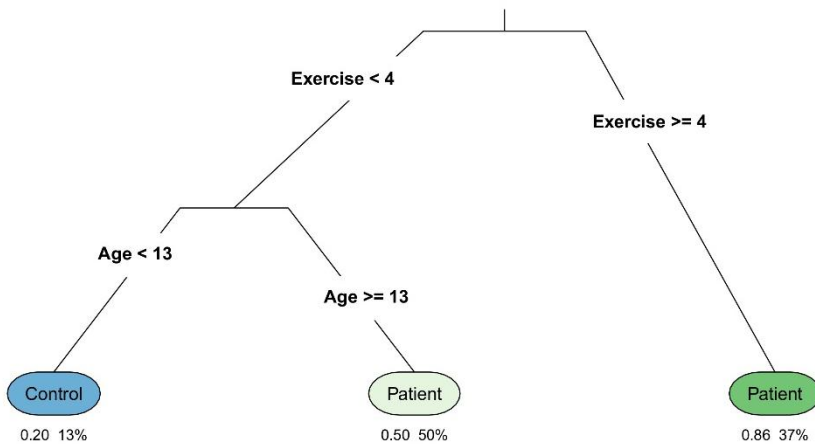 Exercise < 4
Exercise >= 4
Age < 13
Age >= 13
Control
Patient
Patient
0.20 13%
0.50 50%
0.86 37%